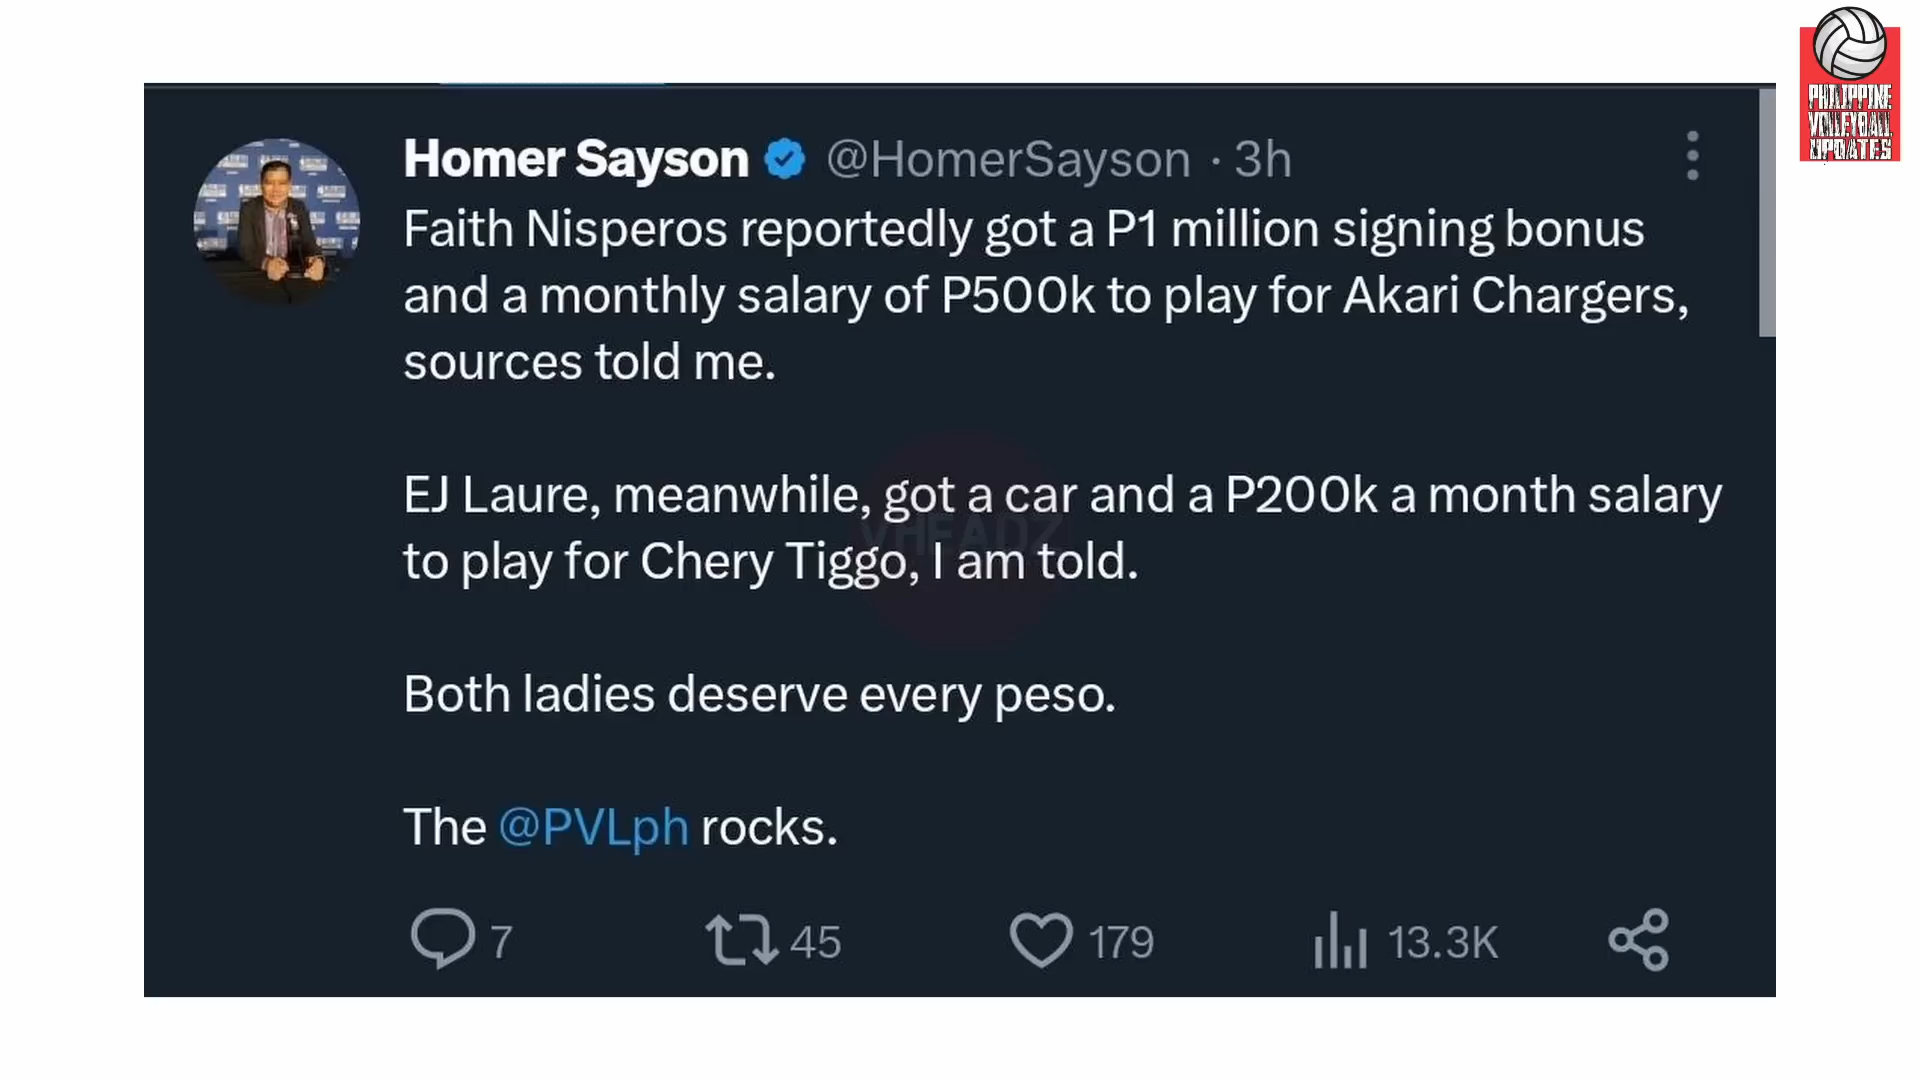 PHILIPPINE
VOLLEYBALL
UPDATES
Homer Sayson @HomerSayson · 3h
Faith Nisperos reportedly got a P1 million signing bonus
and a monthly salary of P500k to play for Akari Chargers,
sources told me.
EJ Laure, meanwhile, got a car and a P200k a month salary
to play for Chery Tiggo, I am told.
VHEADZ
Both ladies deserve every peso.
The @PVLph rocks.
7 45 179 13.3K